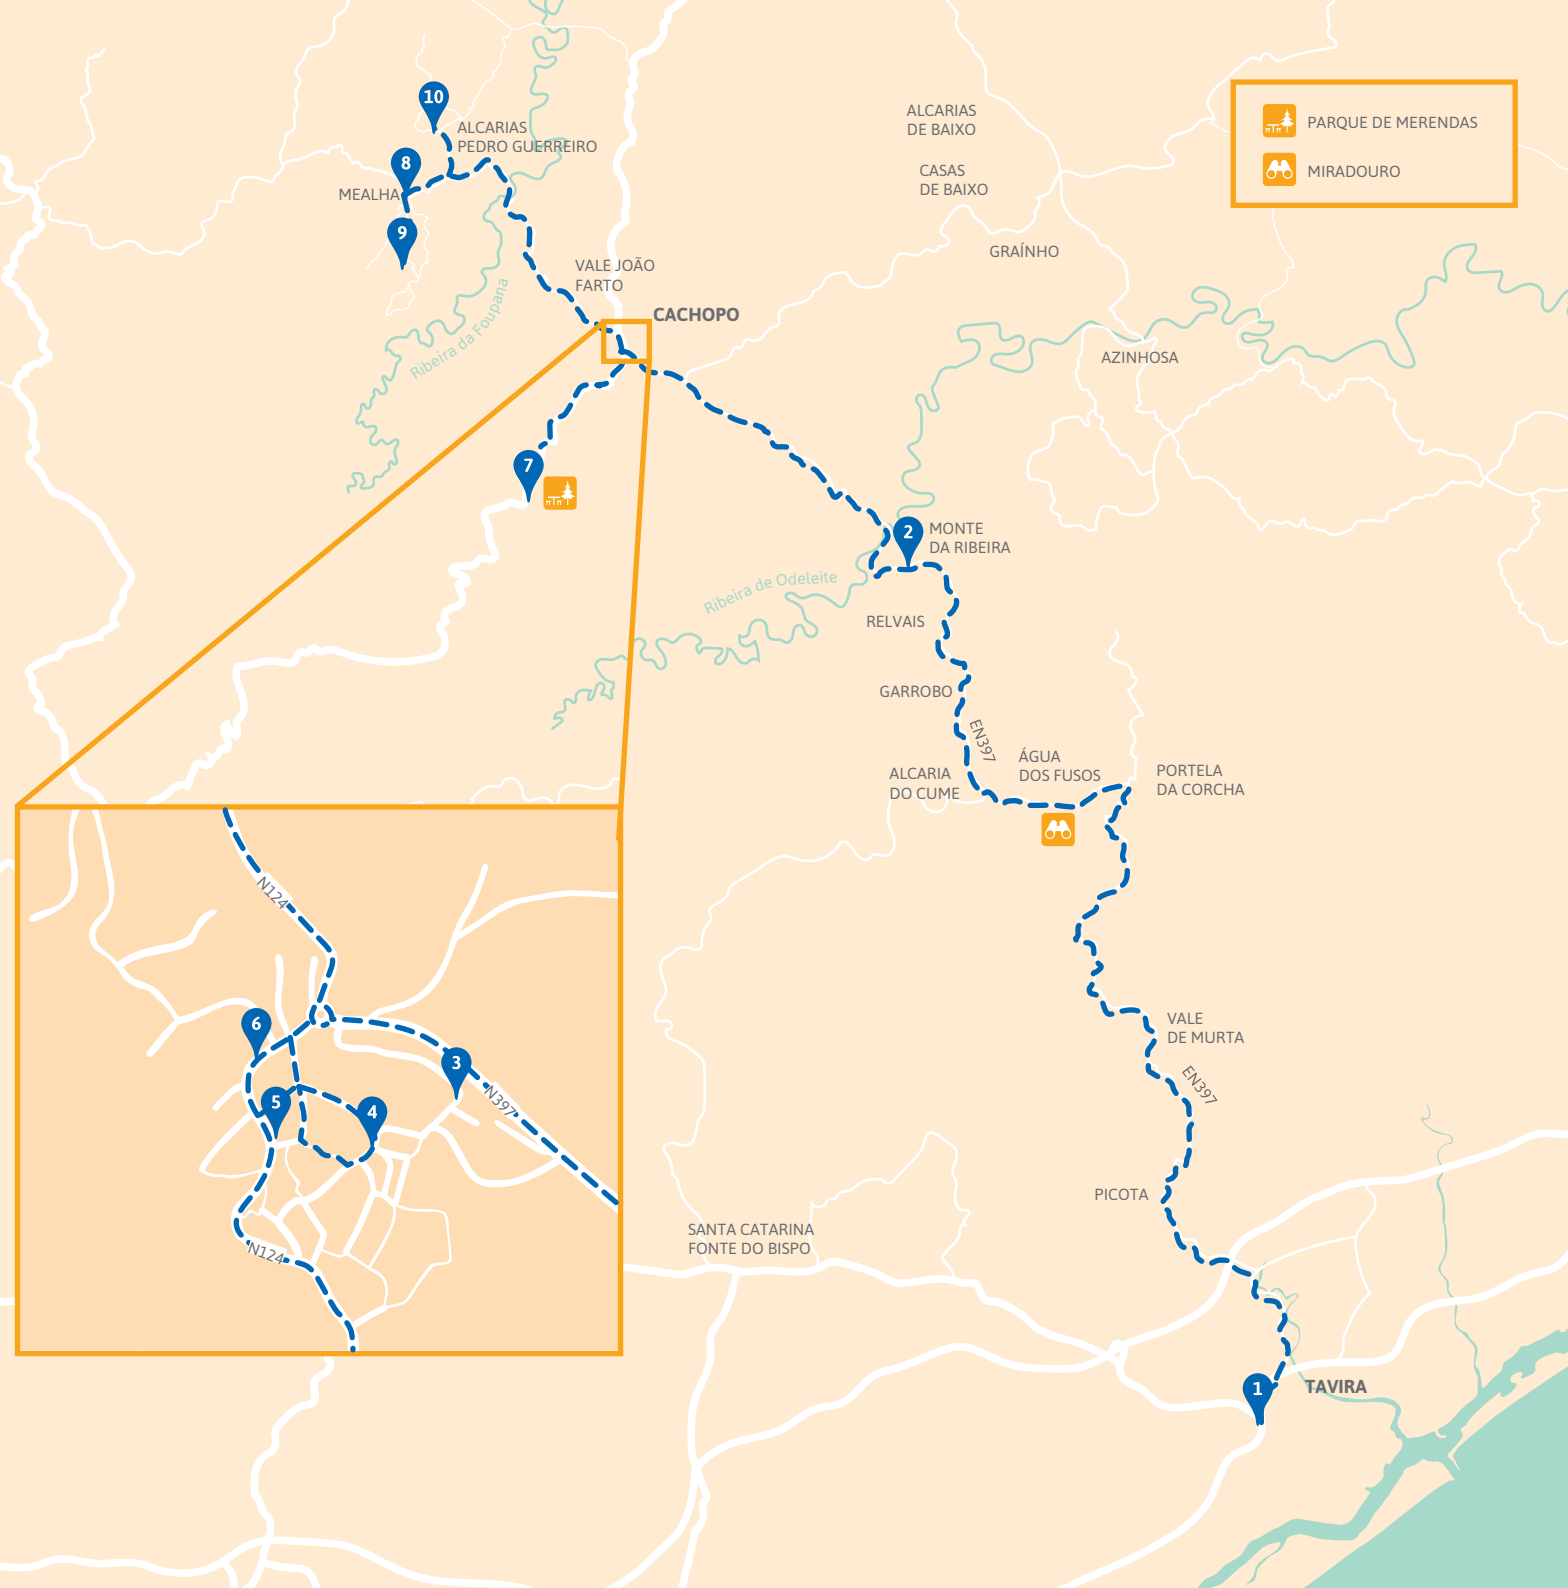 10
ALCARIAS
PEDRO GUERREIRO
8
MEALHA
9
ALCARIAS
DE BAIXO
CASAS
DE BAIXO
PARQUE DE MERENDAS
MIRADOURO
GRAÍNHO
VALE JOÃO
FARTO
CACHOPO
Ribeira da Foupana
AZINHOSA
7
2
MONTE
DA RIBEIRA
Ribeira de Odeleite
RELVAIS
GARROBO
EN397
ÁGUA
DOS FUSOS
ALCARIA
DO CUME
PORTELA
DA CORCHA
N124
6
3
N397
5
4
N124
VALE
DE MURTA
EN397
PICOTA
SANTA CATARINA
FONTE DO BISPO
1
TAVIRA